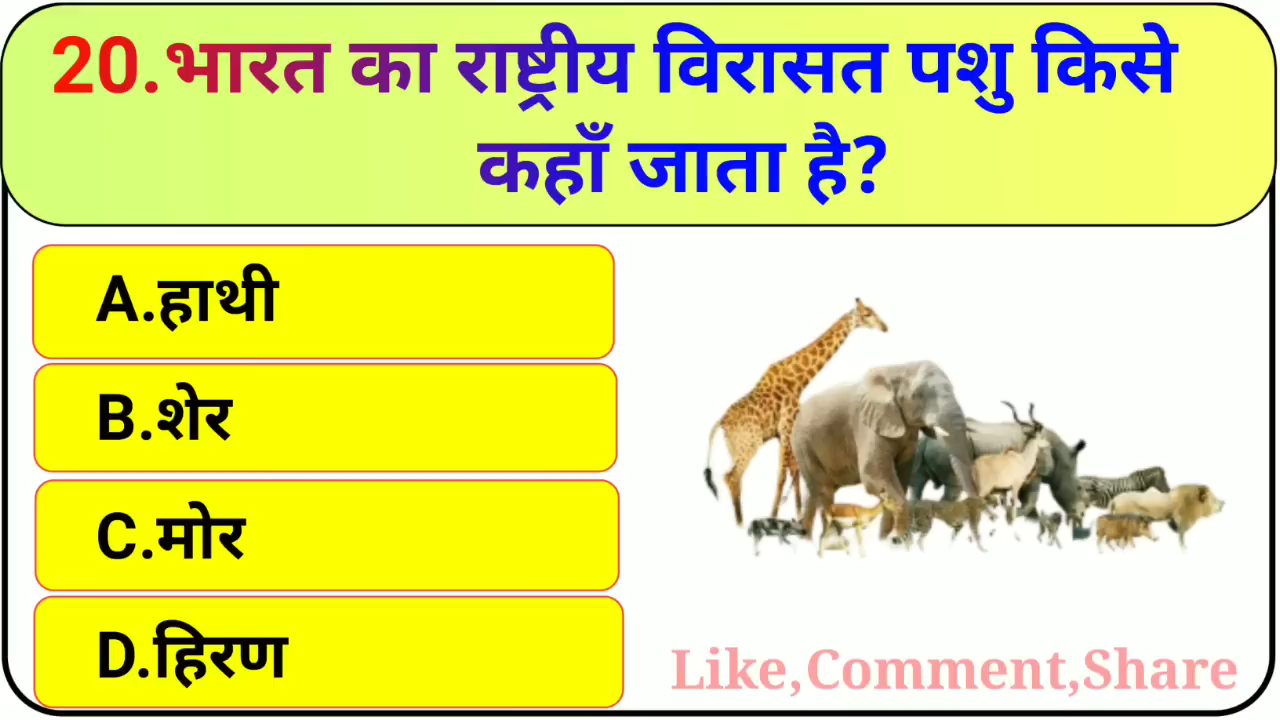 20.भारत का राष्ट्रीय विरासत पशु किसे
कहाँ जाता है?
A.हाथी
B.शेर
C.मोर
D.हिरण
Like,Comment,Share